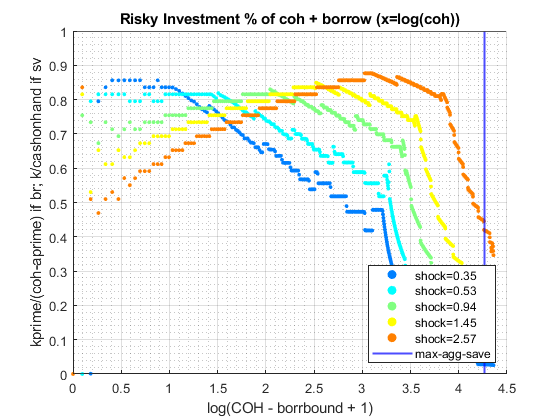 Risky Investment % of coh + borrow (x=log(coh))
kprime/(coh-aprime) if br; k/cashonhand if sv
1
0.9
0.8
0.7
0.6
0.5
0.4
0.3
0.2
0.1
0
0
0.5
1
1.5
2
2.5
3
3.5
4
4.5
log(COH - borrbound + 1)
shock=0.35
shock=0.53
shock=0.94
shock=1.45
shock=2.57
max-agg-save